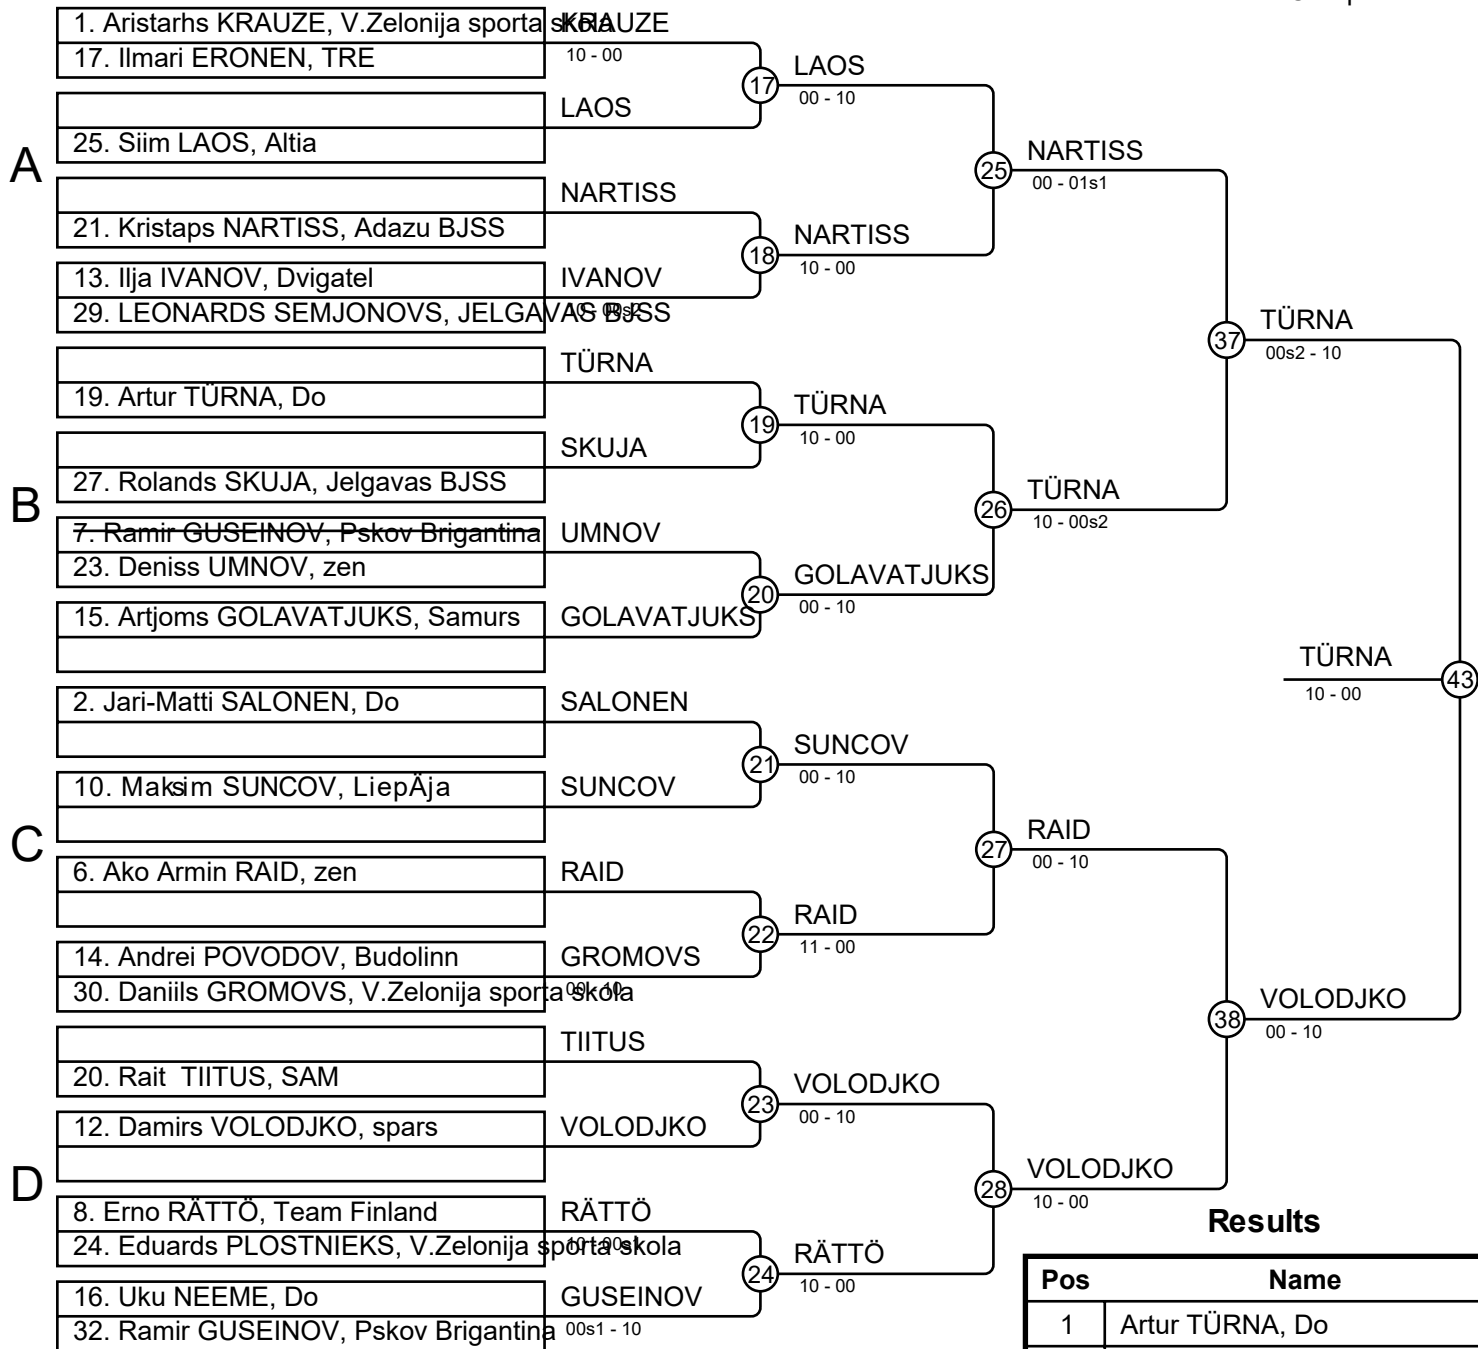 1. Aristarhs KRAUZE, V.Zelonija sporta skola
17. Ilmari ERONEN, TRE
25. Siim LAOS, Altia
A
21. Kristaps NARTISS, Adazu BJSS
13. Ilja IVANOV, Dvigatel
29. LEONARDS SEMJONOVS, JELGAVAS BJSS
19. Artur TÜRNA, Do
27. Rolands SKUJA, Jelgavas BJSS
B
7. Ramir GUSEINOV, Pskov Brigantina
23. Deniss UMNOV, zen
15. Artjoms GOLAVATJUKS, Samurs
2. Jari-Matti SALONEN, Do
10. Maksim SUNCOV, LiepÄja
C
6. Ako Armin RAID, zen
14. Andrei POVODOV, Budolinn
30. Daniils GROMOVS, V.Zelonija sporta skola
20. Rait  TIITUS, SAM
12. Damirs VOLODJKO, spars
D
8. Erno RÄTTÖ, Team Finland
24. Eduards PLOSTNIEKS, V.Zelonija sporta skola
16. Uku NEEME, Do
32. Ramir GUSEINOV, Pskov Brigantina
KRAUZE
10 - 00
LAOS
NARTISS
IVANOV
10 - 00s2
TÜRNA
SKUJA
UMNOV
GOLAVATJUKS
SALONEN
SUNCOV
RAID
GROMOVS
00 - 10
TIITUS
VOLODJKO
RÄTTÖ
10 - 00s1
GUSEINOV
00s1 - 10
17
LAOS
00 - 10
18
NARTISS
10 - 00
19
TÜRNA
10 - 00
20
GOLAVATJUKS
00 - 10
21
SUNCOV
00 - 10
22
RAID
11 - 00
23
VOLODJKO
00 - 10
24
RÄTTÖ
10 - 00
25
NARTISS
00 - 01s1
26
TÜRNA
10 - 00s2
27
RAID
00 - 10
28
VOLODJKO
10 - 00
37
TÜRNA
00s2 - 10
38
VOLODJKO
00 - 10
TÜRNA
43
10 - 00
Results
Pos Name
1 Artur TÜRNA, Do